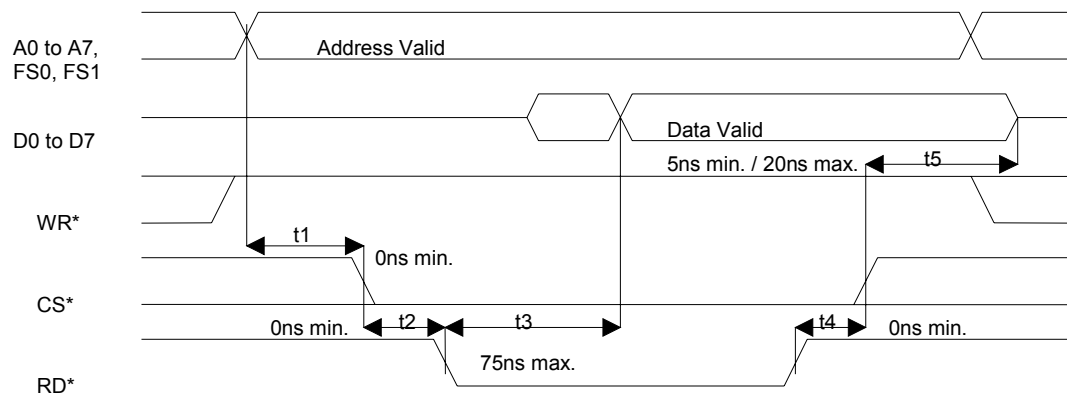 A0 to A7,
FS0, FS1
Address Valid
D0 to D7
Data Valid
5ns min. / 20ns max.
t5
WR*
t1
0ns min.
CS*
0ns min.
t2
t3
t4
0ns min.
75ns max.
RD*